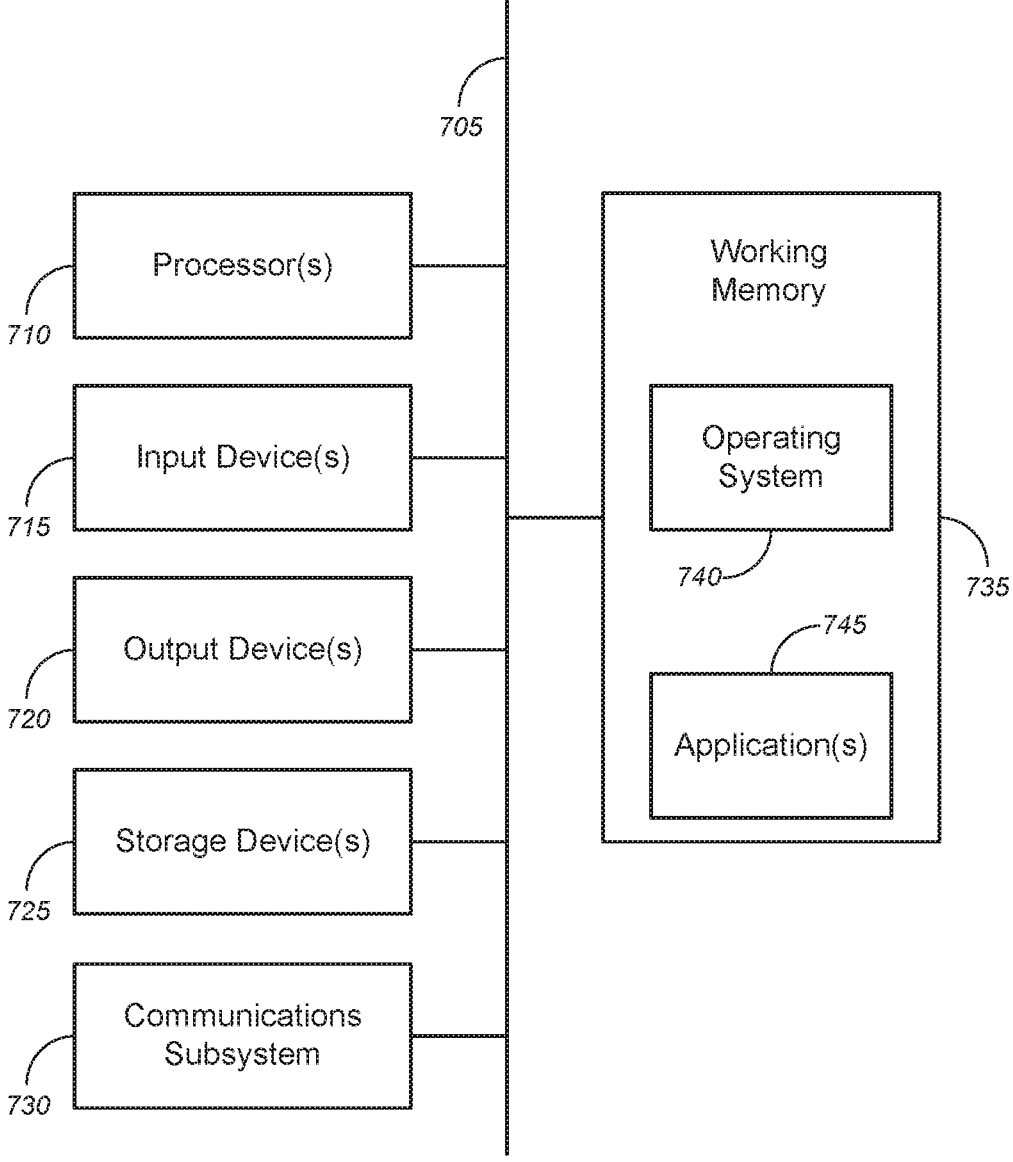 705
Processor(s)
710
Input Device(s)
715
Output Device(s)
720
Storage Device(s)
725
Communications
Subsystem
730
Working
Memory
Operating
System
740
735
745
Application(s)